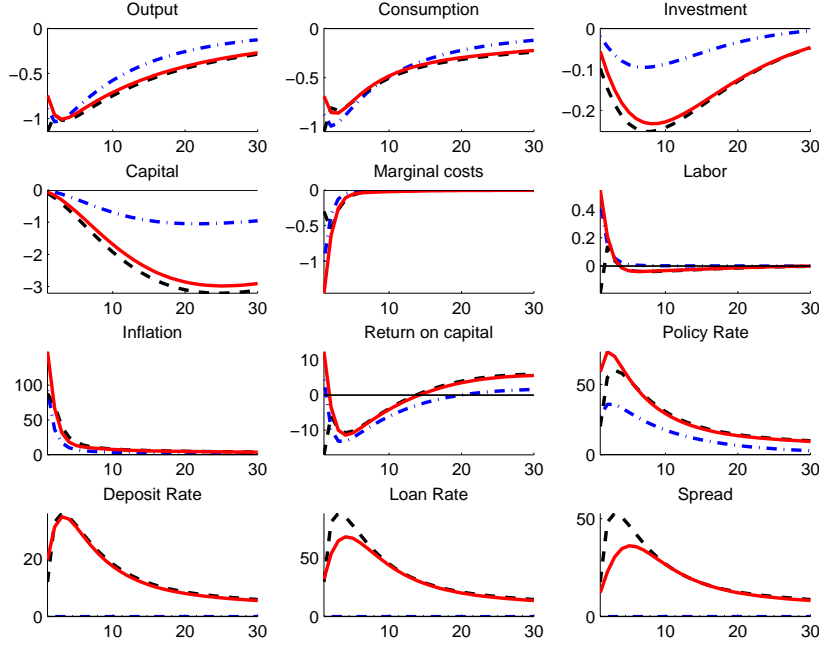 Output Consumption Investment
0 0 0
−0.5 −0.5 −0.1
−1 −1 −0.2
10 20 30 10 20 30 10 20 30
Capital Marginal costs Labor
0 0 0.4
−1 −0.5 0.2
−2 −1 0
−3
10 20 30 10 20 30 10 20 30
Inflation Return on capital Policy Rate
100 10 50
50 0
0 −10 0
10 20 30 10 20 30 10 20 30
Deposit Rate Loan Rate Spread
20 50 50
0 0 0
10 20 30 10 20 30 10 20 30